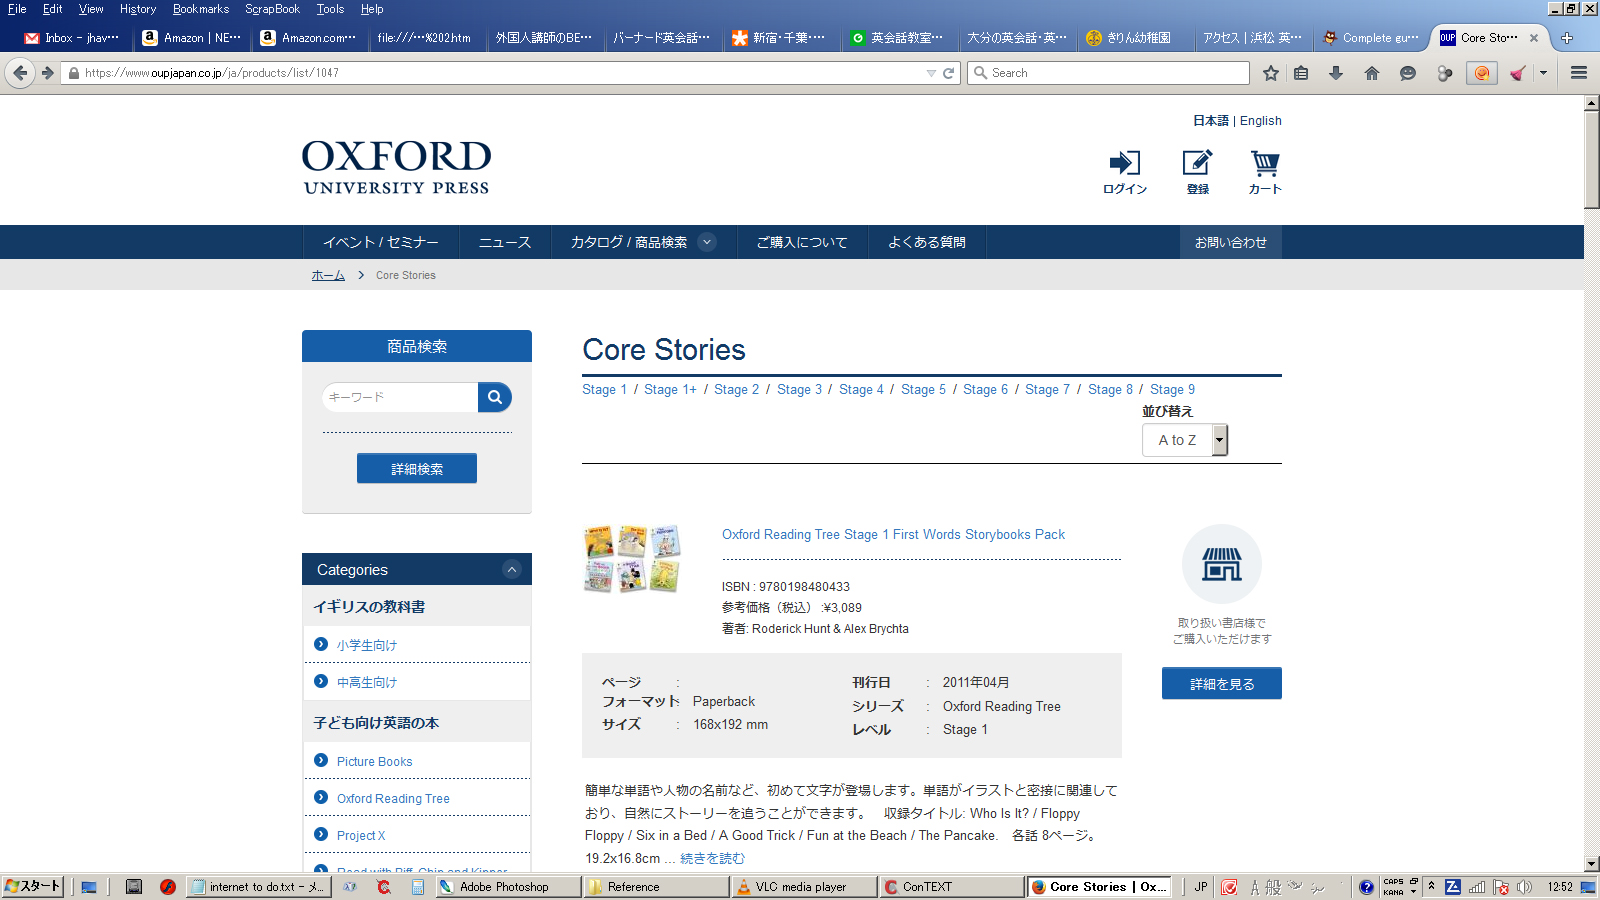 File Edit View History Bookmarks ScrapBook Tools Help
Inbox - jhav···
Amazon | NE···
Amazon.com···
file:///···%202.htm
外国人講師のBE···
バーナード英会話···
新宿・千葉・···
英会話教室···
大分の英会話・英···
きりん幼稚園
アクセス | 浜松 英···
Complete gu···
OUP Core Sto···
https://www.oupjapan.co.jp/ja/products/list/1047
Search
日本語 | English
OXFORD
UNIVERSITY PRESS
ログイン 登録 カート
イベント / セミナー ニュース カタログ / 商品検索 ご購入について よくある質問 お問い合わせ
ホーム > Core Stories
商品検索
キーワード
詳細検索
Categories
イギリスの教科書
小学生向け
中高生向け
子ども向け英語の本
Picture Books
Oxford Reading Tree
Project X
Read with Biff, Chip and Kipper
Core Stories
Stage 1 / Stage 1+ / Stage 2 / Stage 3 / Stage 4 / Stage 5 / Stage 6 / Stage 7 / Stage 8 / Stage 9
並び替え
A to Z
Oxford Reading Tree Stage 1 First Words Storybooks Pack
ISBN : 9780198480433
参考価格（税込） :¥3,089
著者: Roderick Hunt & Alex Brychta
ページ :
フォーマット : Paperback
サイズ : 168x192 mm
刊行日 : 2011年04月
シリーズ : Oxford Reading Tree
レベル : Stage 1
簡単な単語や人物の名前など、初めて文字が登場します。単語がイラストと密接に関連して
おり、自然にストーリーを追うことができます。 収録タイトル: Who Is It? / Floppy
Floppy / Six in a Bed / A Good Trick / Fun at the Beach / The Pancake. 各話 8ページ。
19.2x16.8cm ... 続きを読む
取り扱い書店様で
ご購入いただけます
詳細を見る
スタート
internet to do.txt - メ...
Adobe Photoshop
Reference
VLC media player
ConTEXT
Core Stories | Ox...
JP
A 般
CAPS
KANA
12:52